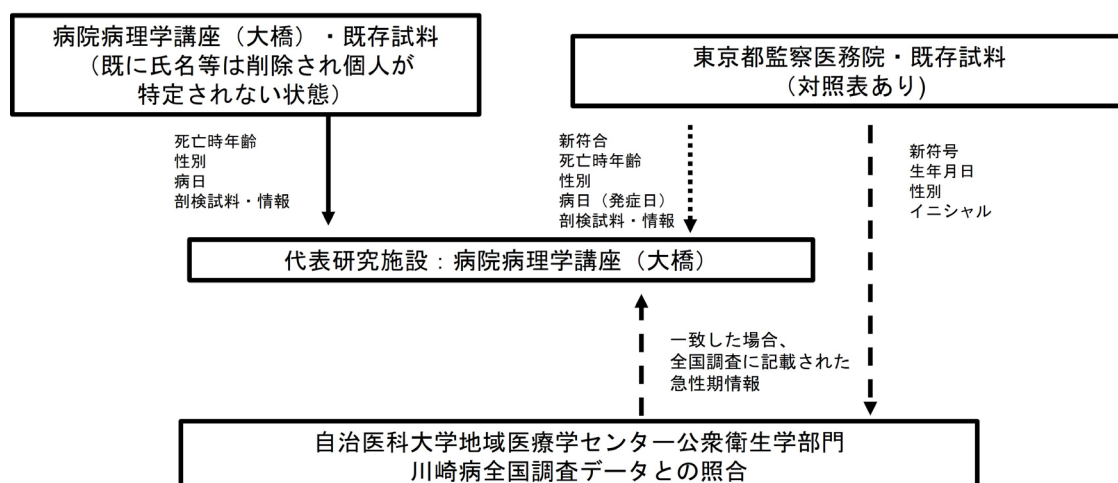 病院病理学講座（大橋）・既存試料
（既に氏名等は削除され個人が
特定されない状態）
東京都監察医務院・既存試料
（対照表あり）
死亡時年齢
性別
病日
剖検試料・情報
新符合
死亡時年齢
性別
病日（発症日）
剖検試料・情報
新符号
生年月日
性別
イニシャル
代表研究施設：病院病理学講座（大橋）
一致した場合、
全国調査に記載された
急性期情報
自治医科大学地域医療学センター公衆衛生学部門
川崎病全国調査データとの照合